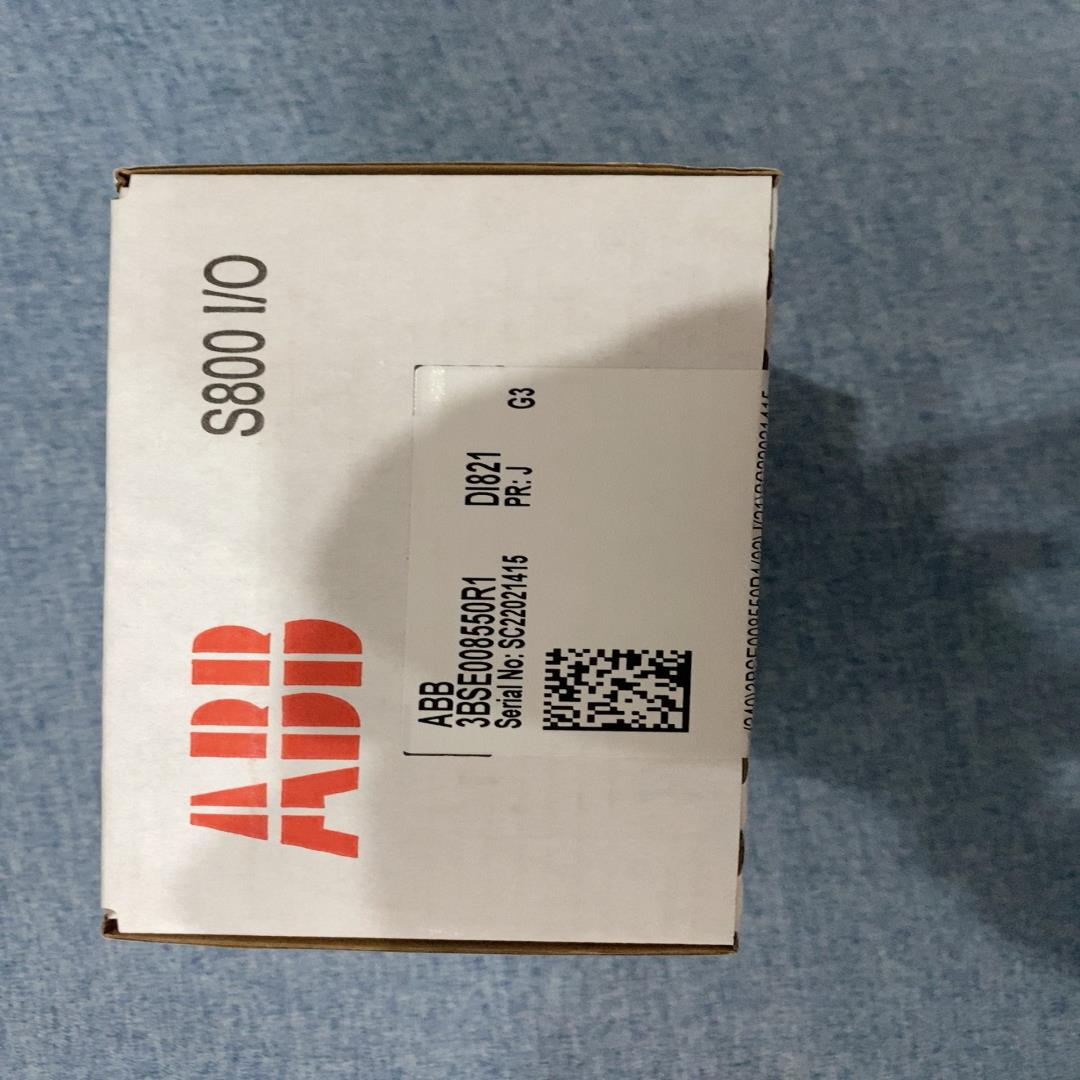 ABB
S800 I/O
ABB
3BSE008550R1
DI821
Serial No: SC22021415
PR: J
G3